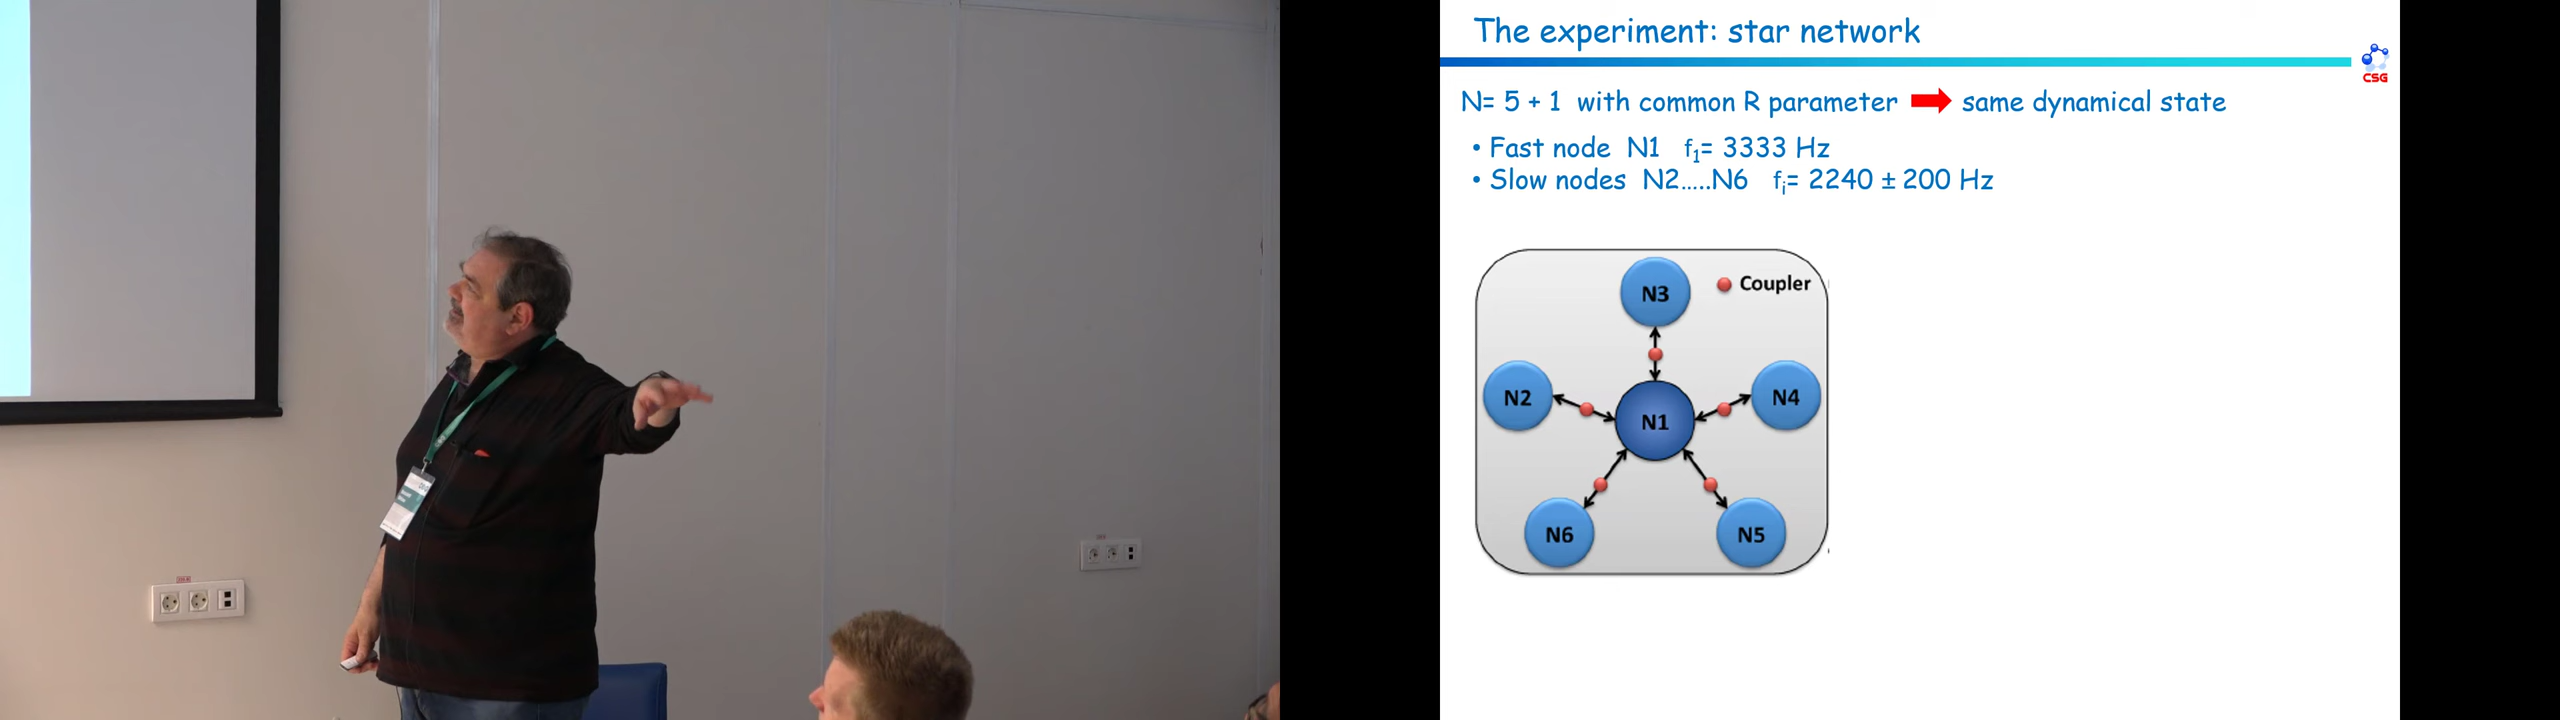 The experiment: star network
CSG
N= 5 + 1 with common R parameter same dynamical state
• Fast node N1 f₁= 3333 Hz
• Slow nodes N2.....N6 fᵢ= 2240 ± 200 Hz
N3
Coupler
N2
N4
N1
N6
N5